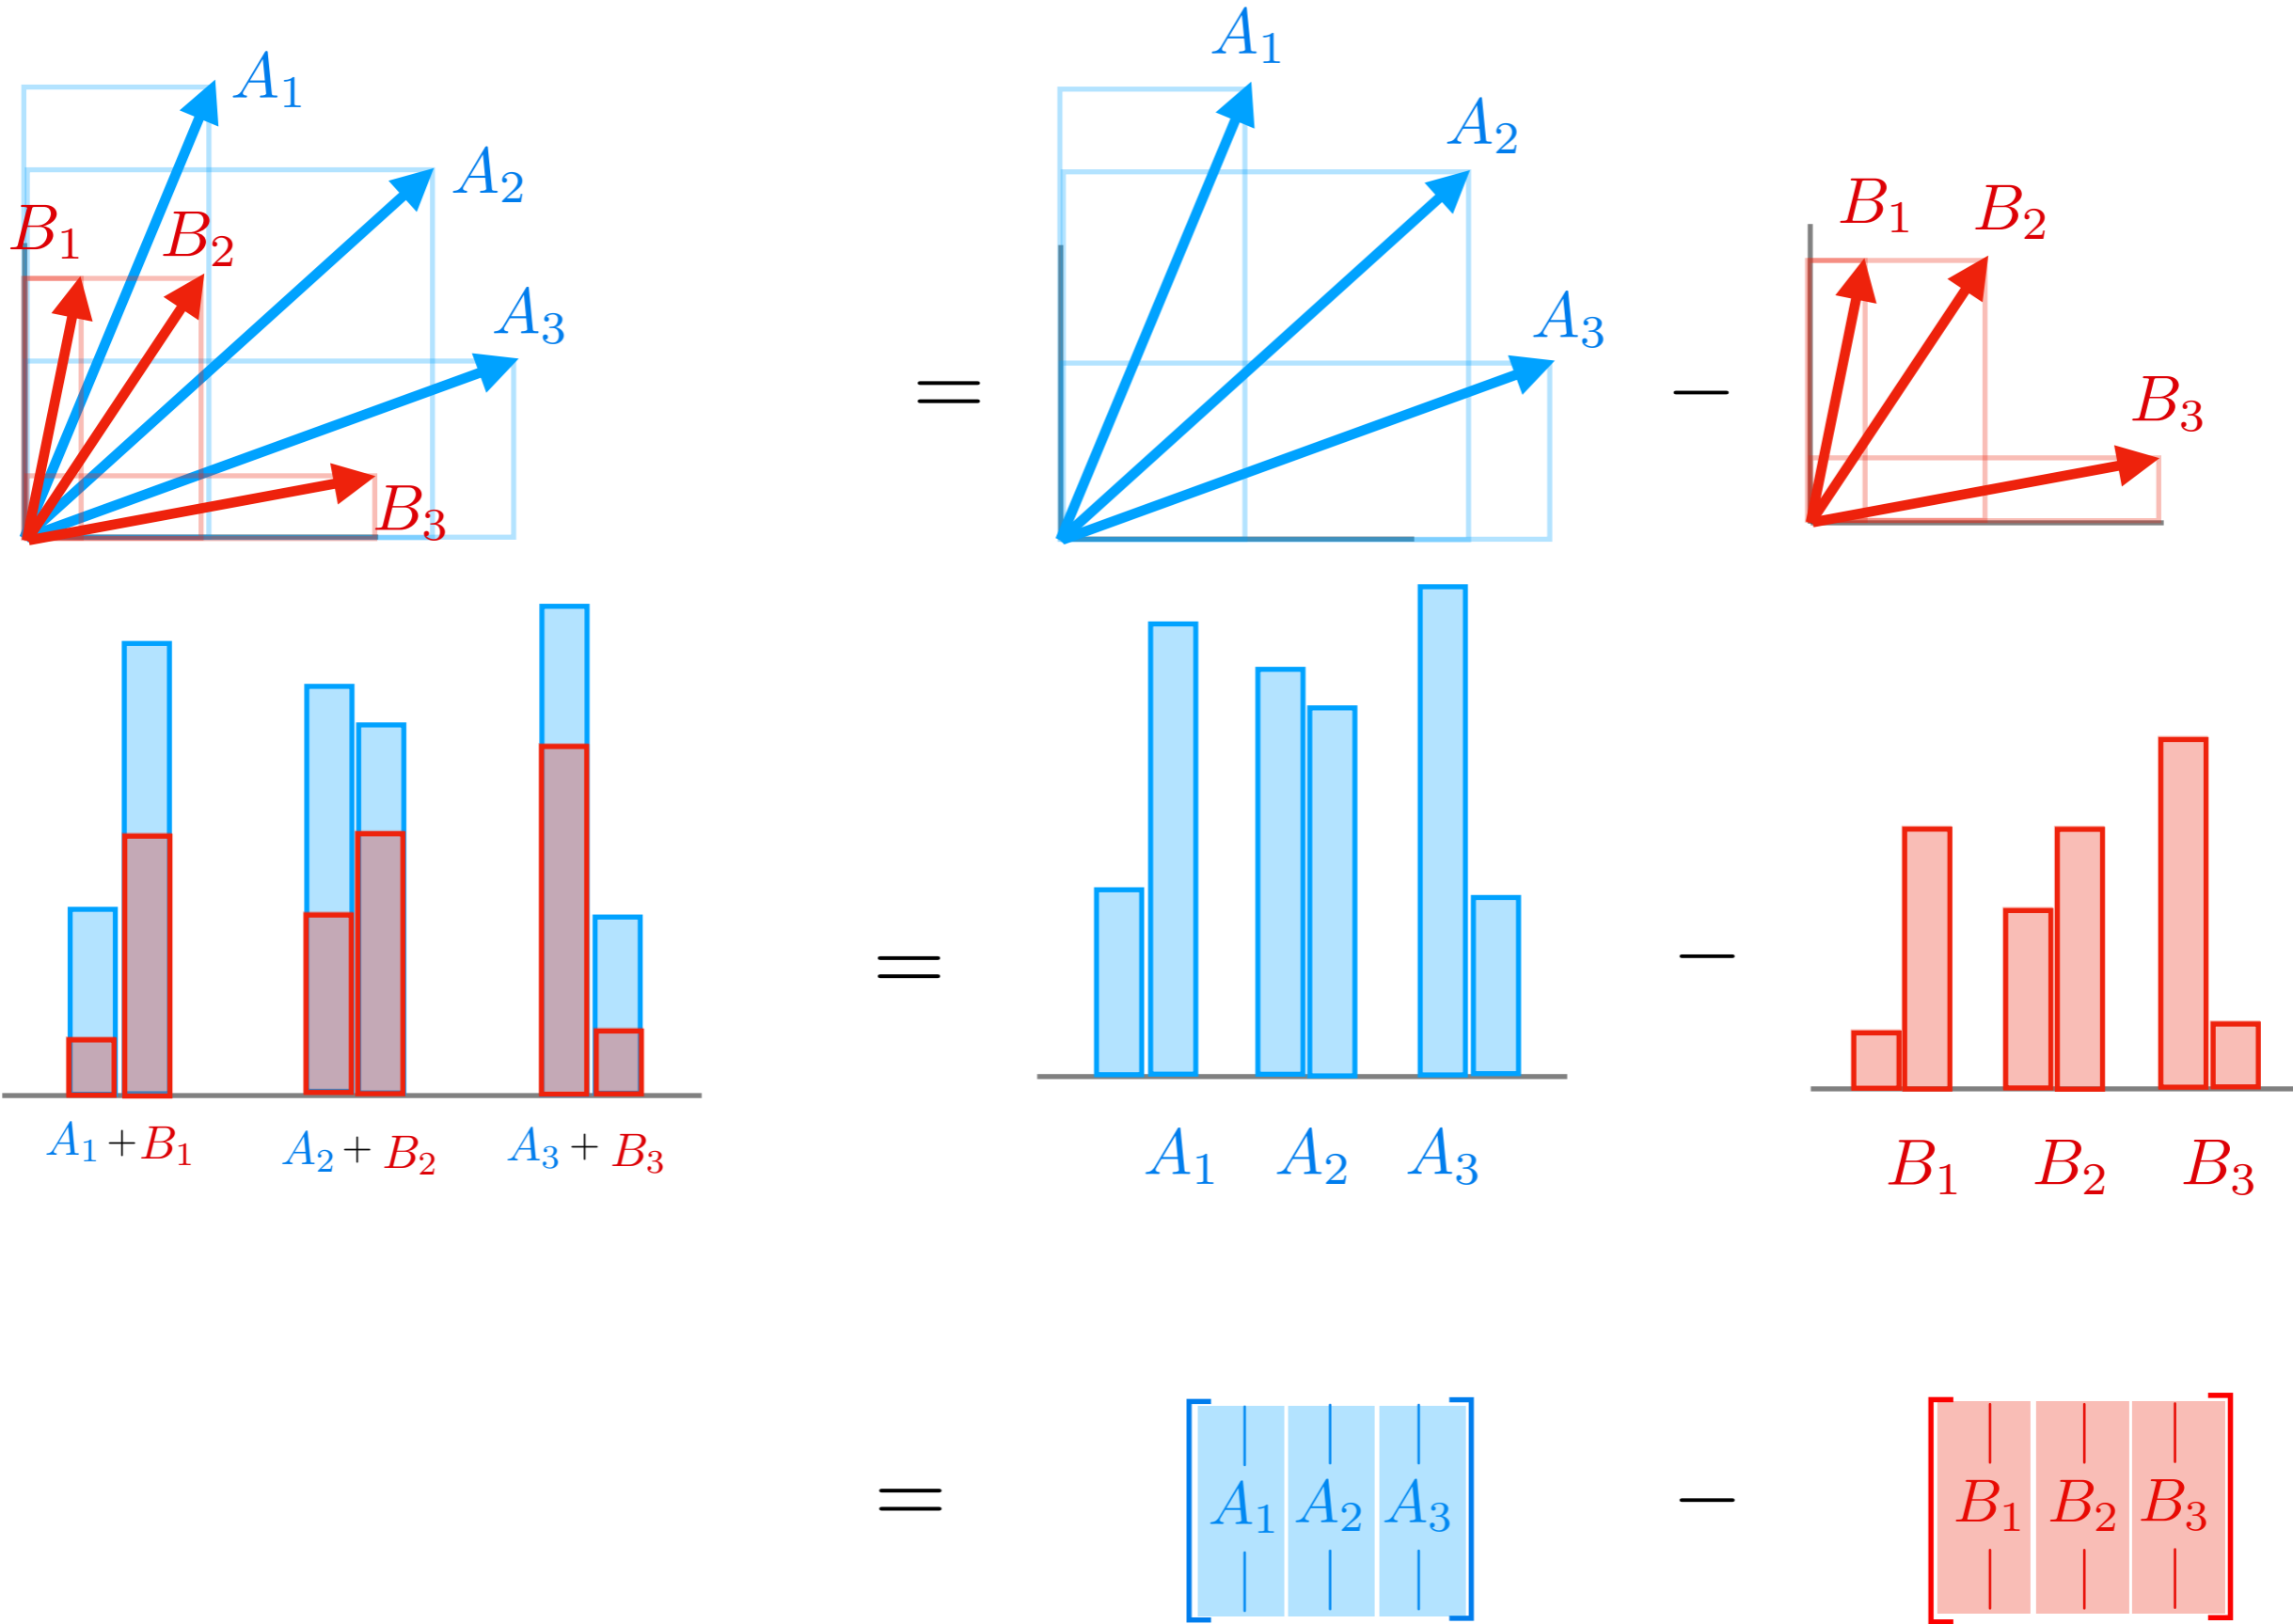 A₁
A₂
A₃
B₁
B₂
B₃
=
A₁
A₂
A₃
−
B₁
B₂
B₃
A₁ + B₁
A₂ + B₂
A₃ + B₃
=
A₁
A₂
A₃
−
B₁
B₂
B₃
=
[A₁ A₂ A₃]
−
[B₁ B₂ B₃]